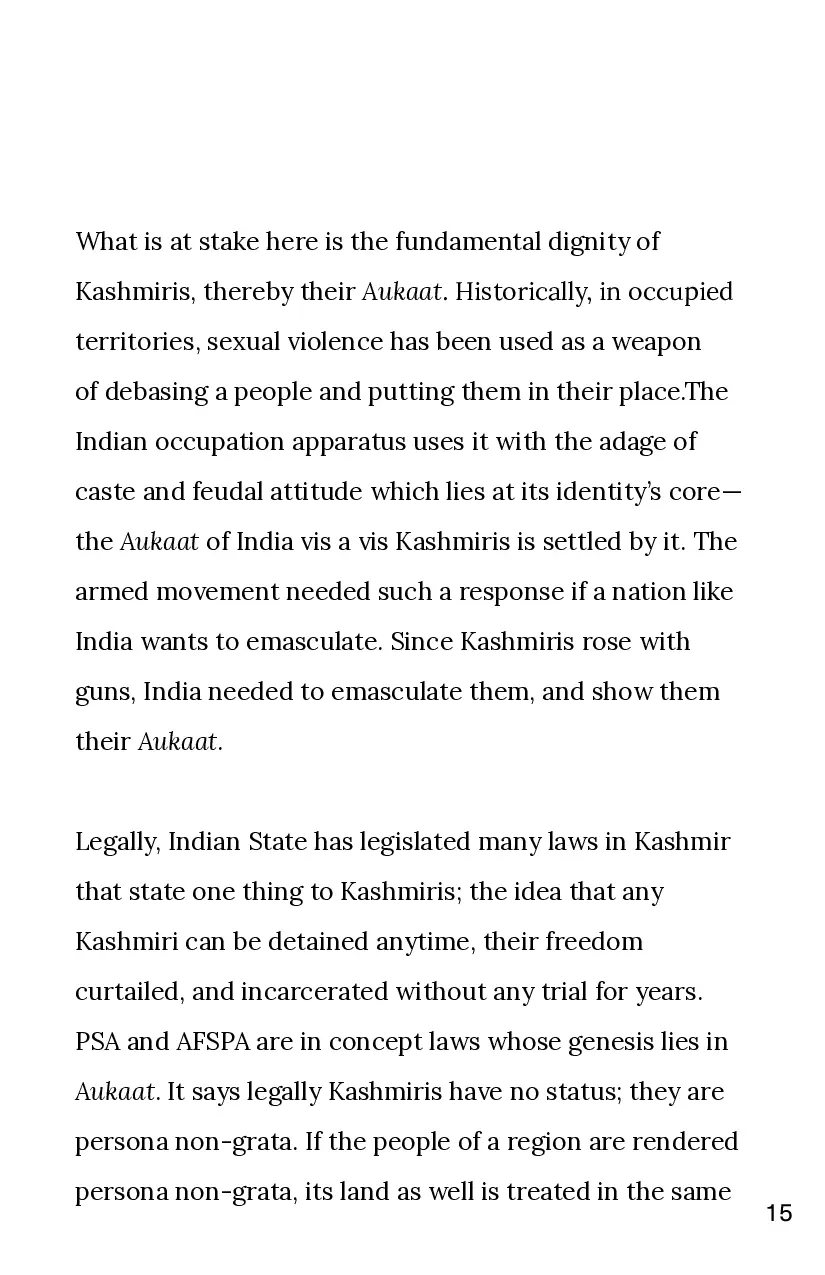 What is at stake here is the fundamental dignity of
Kashmiris, thereby their Aukaat. Historically, in occupied
territories, sexual violence has been used as a weapon
of debasing a people and putting them in their place.The
Indian occupation apparatus uses it with the adage of
caste and feudal attitude which lies at its identity’s core—
the Aukaat of India vis a vis Kashmiris is settled by it. The
armed movement needed such a response if a nation like
India wants to emasculate. Since Kashmiris rose with
guns, India needed to emasculate them, and show them
their Aukaat.
Legally, Indian State has legislated many laws in Kashmir
that state one thing to Kashmiris; the idea that any
Kashmiri can be detained anytime, their freedom
curtailed, and incarcerated without any trial for years.
PSA and AFSPA are in concept laws whose genesis lies in
Aukaat. It says legally Kashmiris have no status; they are
persona non-grata. If the people of a region are rendered
persona non-grata, its land as well is treated in the same
15